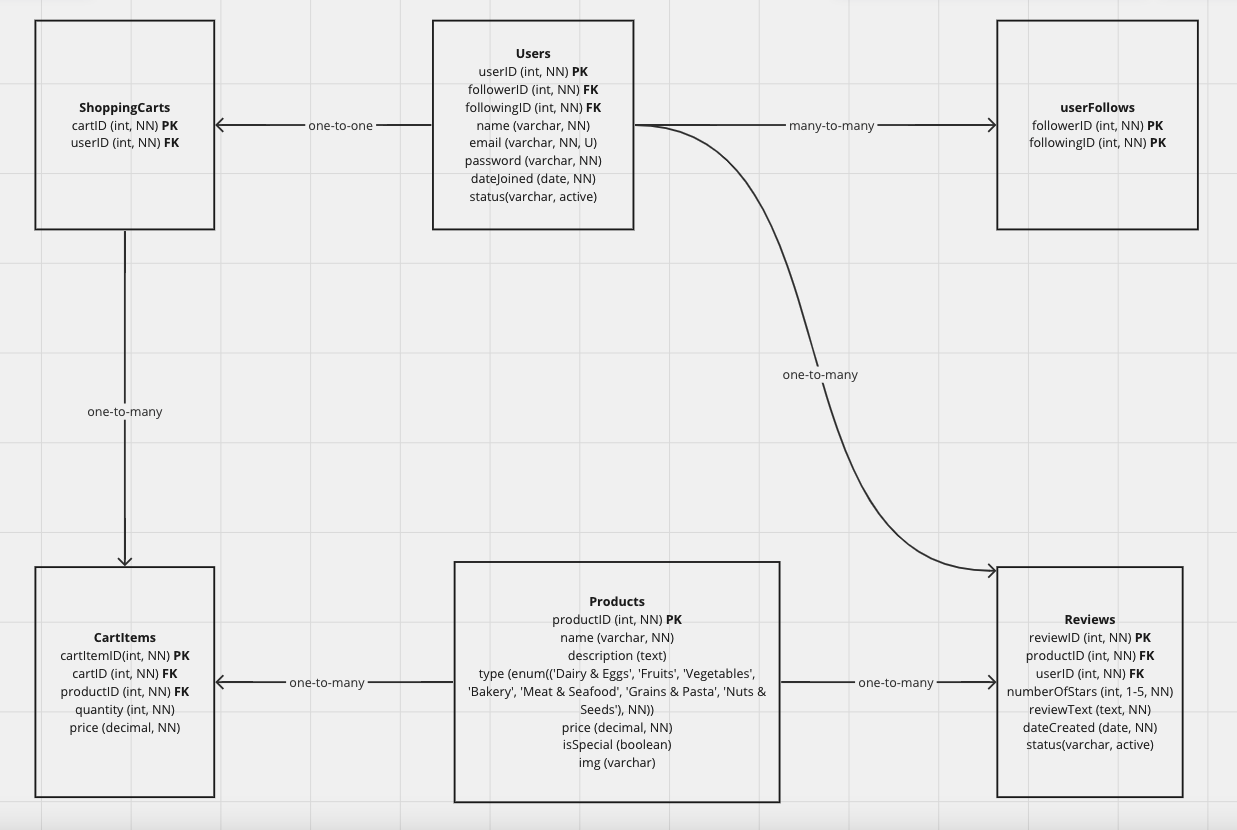 ShoppingCarts
cartID (int, NN) PK
userID (int, NN) FK
one-to-one
Users
userID (int, NN) PK
followerID (int, NN) FK
followingID (int, NN) FK
name (varchar, NN)
email (varchar, NN, U)
password (varchar, NN)
dateJoined (date, NN)
status(varchar, active)
many-to-many
userFollows
followerID (int, NN) PK
followingID (int, NN) PK
one-to-many
one-to-many
CartItems
cartItemID(int, NN) PK
cartID (int, NN) FK
productID (int, NN) FK
quantity (int, NN)
price (decimal, NN)
one-to-many
Products
productID (int, NN) PK
name (varchar, NN)
description (text)
type (enum(('Dairy & Eggs', 'Fruits', 'Vegetables',
'Bakery', 'Meat & Seafood', 'Grains & Pasta', 'Nuts &
Seeds'), NN))
price (decimal, NN)
isSpecial (boolean)
img (varchar)
one-to-many
Reviews
reviewID (int, NN) PK
productID (int, NN) FK
userID (int, NN) FK
numberOfStars (int, 1-5, NN)
reviewText (text, NN)
dateCreated (date, NN)
status(varchar, active)